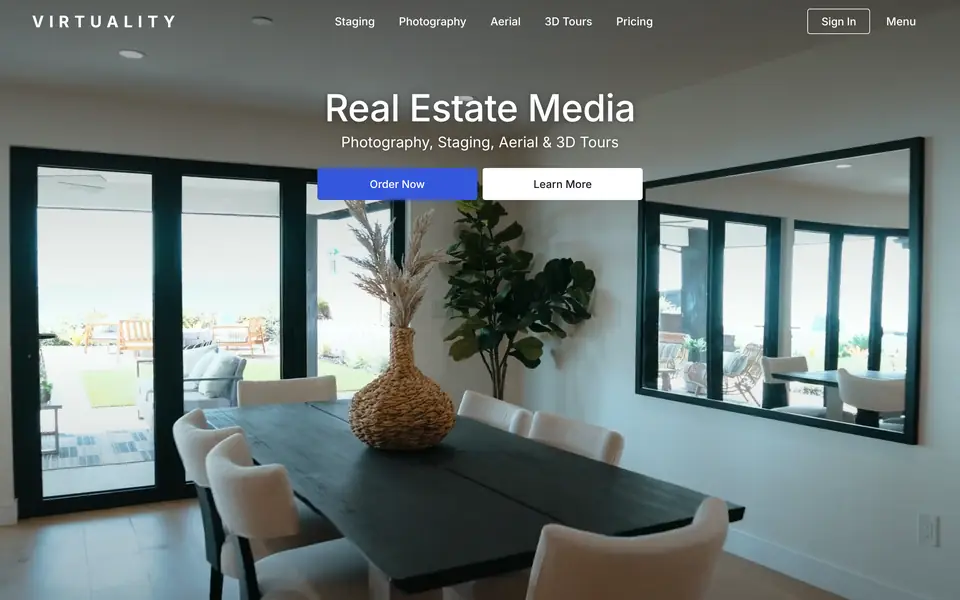 VIRTUALITY
Staging
Photography
Aerial
3D Tours
Pricing
Sign In
Menu
Real Estate Media
Photography, Staging, Aerial & 3D Tours
Order Now
Learn More